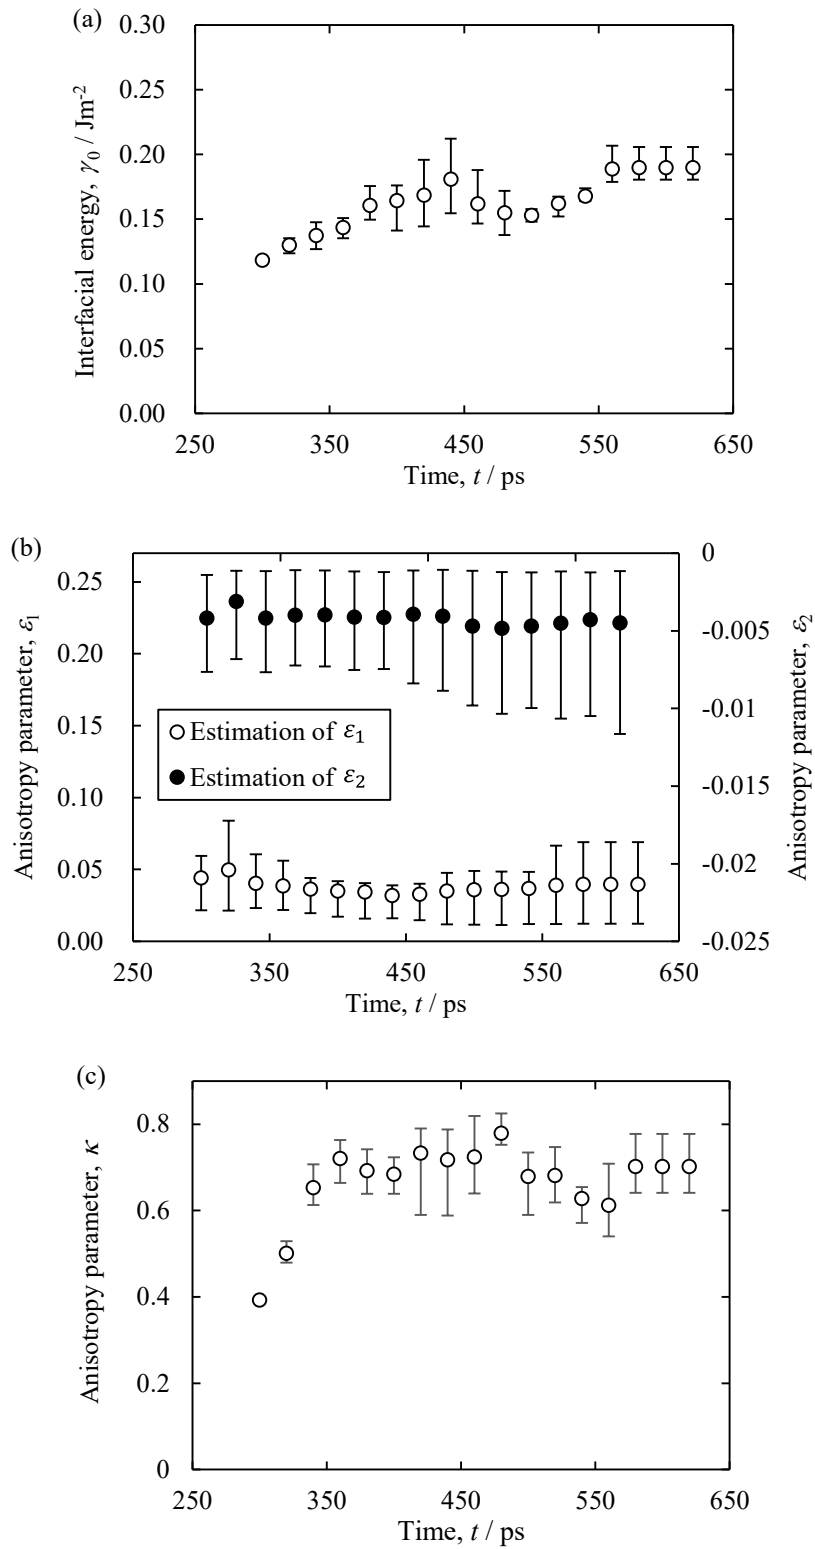 (a)
Interfacial energy, γ0 / Jm-2
0.30
0.25
0.20
0.15
0.10
0.05
0.00
250 350 450 550 650
Time, t / ps
(b)
Anisotropy parameter, ε1
0.25
0.20
0.15
0.10
0.05
0.00
Estimation of ε1
Estimation of ε2
0
-0.005
-0.01
-0.015
-0.02
-0.025
Anisotropy parameter, ε2
250 350 450 550 650
Time, t / ps
(c)
Anisotropy parameter, κ
0.8
0.6
0.4
0.2
0
250 350 450 550 650
Time, t / ps